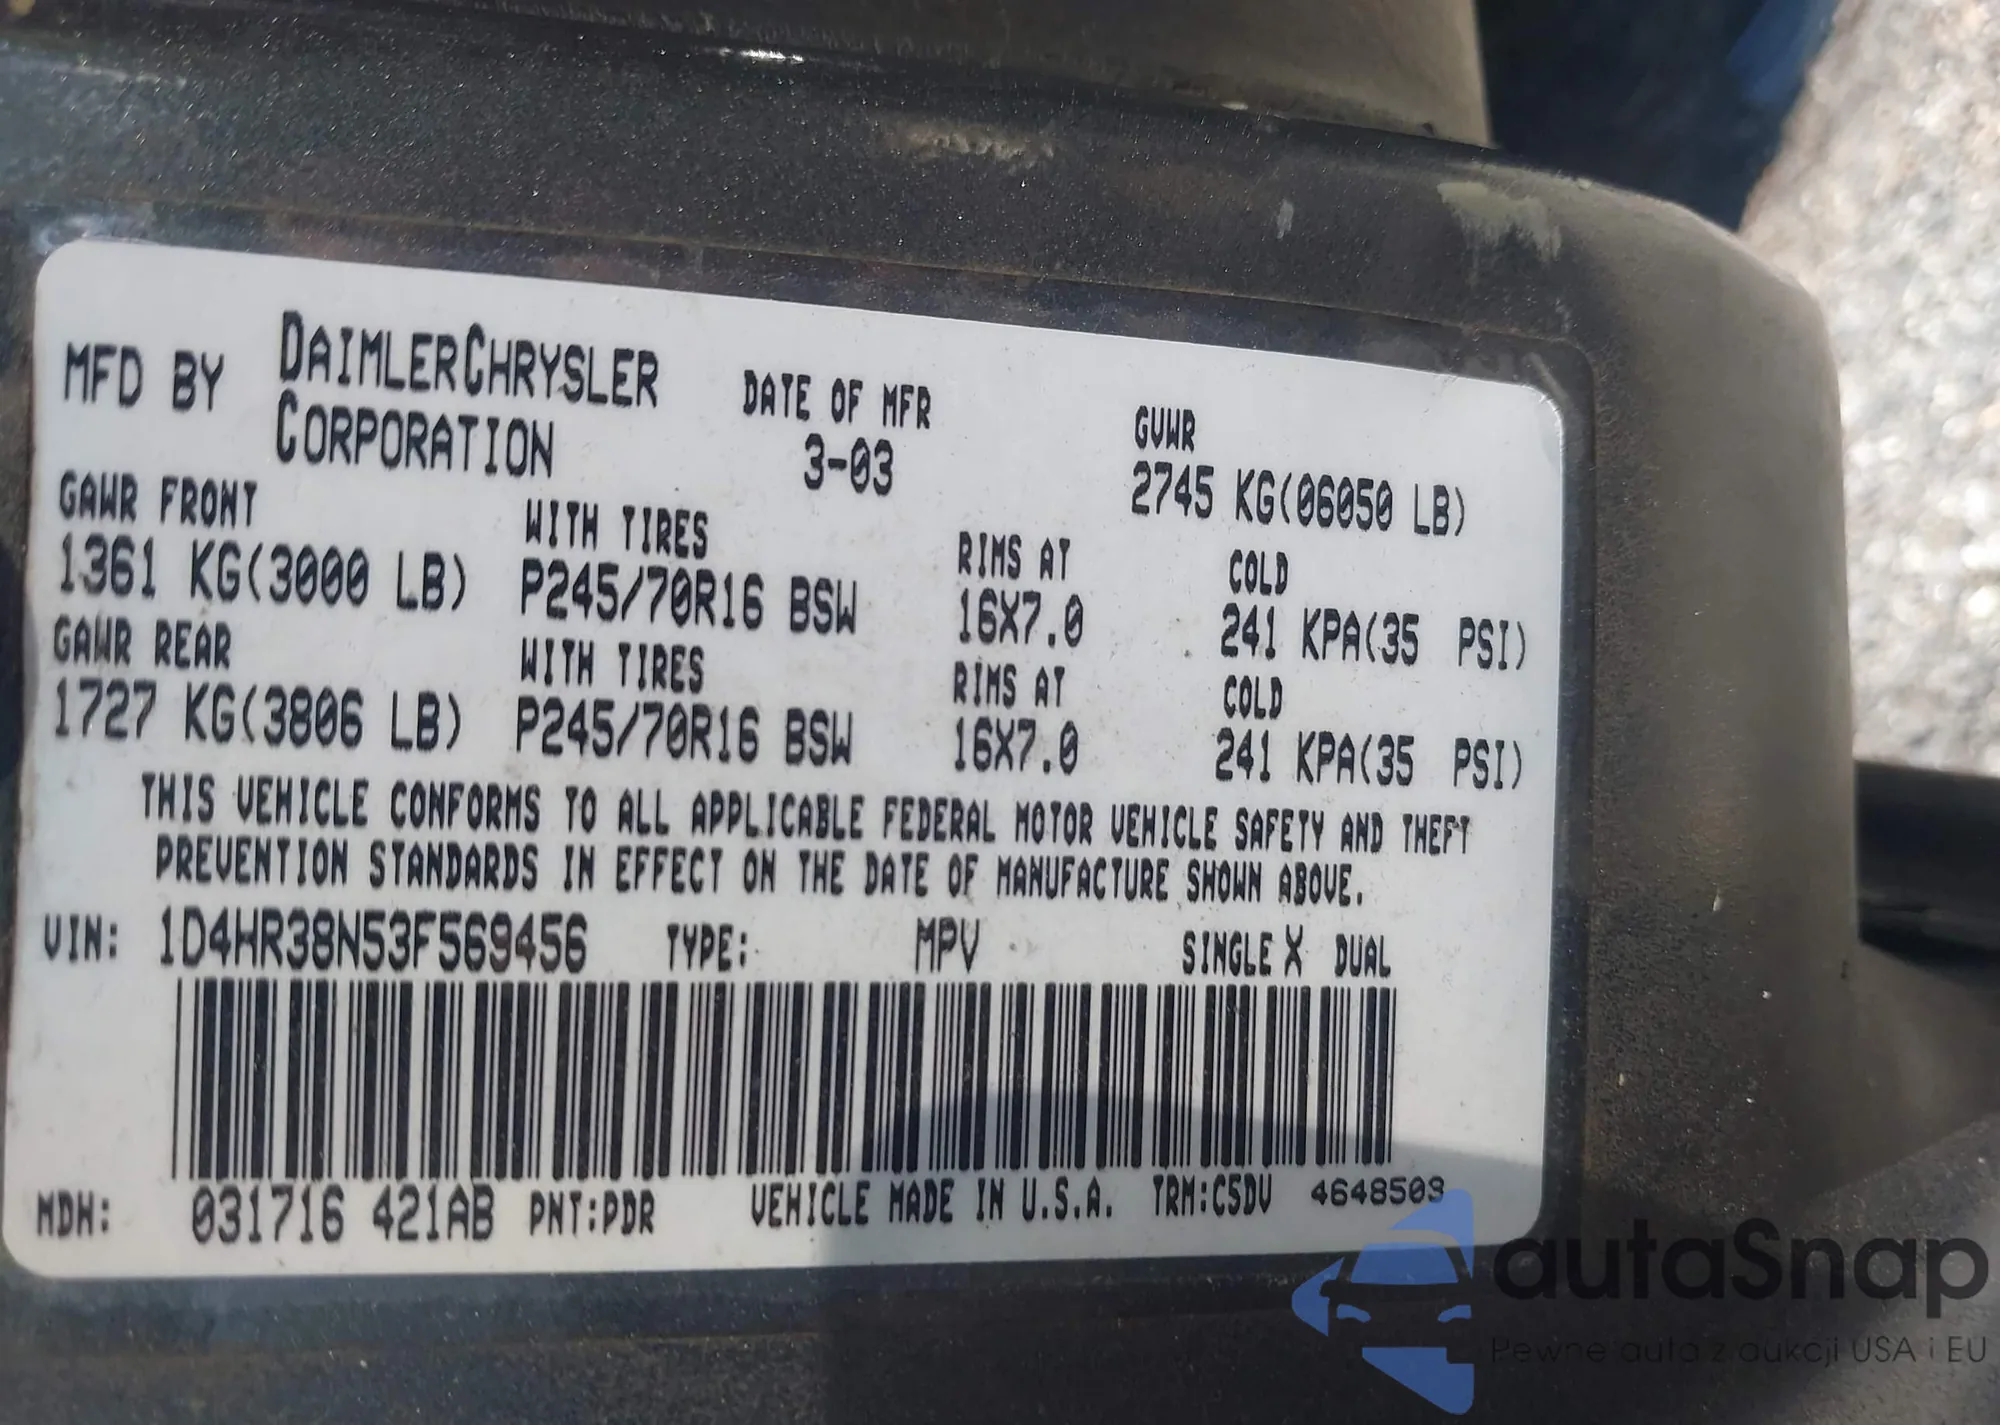 MFD BY DAIMLERCHRYSLER CORPORATION
DATE OF MFR
3-03
GVWR
2745 KG(06050 LB)
GAWR FRONT WITH TIRES RIMS AT COLD
1361 KG(3000 LB) P245/70R16 BSW 16X7.0 241 KPA(35 PSI)
GAWR REAR WITH TIRES RIMS AT COLD
1727 KG(3806 LB) P245/70R16 BSW 16X7.0 241 KPA(35 PSI)
THIS VEHICLE CONFORMS TO ALL APPLICABLE FEDERAL MOTOR VEHICLE SAFETY AND THEFT
PREVENTION STANDARDS IN EFFECT ON THE DATE OF MANUFACTURE SHOWN ABOVE.
VIN: 1D4HR38N53F569456 TYPE: MPV SINGLE X DUAL
MDH: 031716 421AB PNT:PDR VEHICLE MADE IN U.S.A. TRM:C5DV 4648503
autaSnap
Pewne auta z aukcji USA i EU